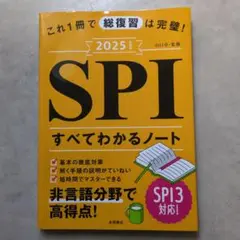 これ1冊で総復習は完璧!
2025!
SPI
すべてわかるノート
基本の徹底対策
解く手順の説明がていねい
短時間でマスターできる
非言語分野で
高得点!
SPI3
対応!